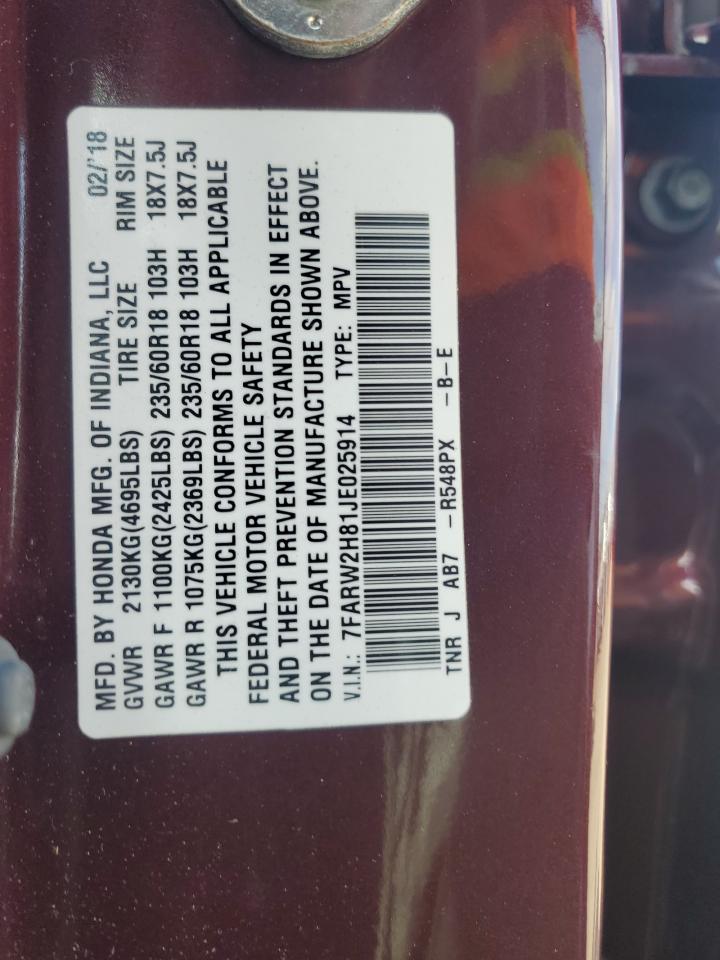 MFD. BY HONDA MFG. OF INDIANA, LLC 02/'18
GVWR 2130KG(4695LBS) TIRE SIZE RIM SIZE
GAWR F 1100KG(2425LBS) 235/60R18 103H 18X7.5J
GAWR R 1075KG(2369LBS) 235/60R18 103H 18X7.5J
THIS VEHICLE CONFORMS TO ALL APPLICABLE
FEDERAL MOTOR VEHICLE SAFETY
AND THEFT PREVENTION STANDARDS IN EFFECT
ON THE DATE OF MANUFACTURE SHOWN ABOVE.
V.I.N.: 7FARW2H81JE025914 TYPE: MPV
TNR J AB7 -R548PX -B-E